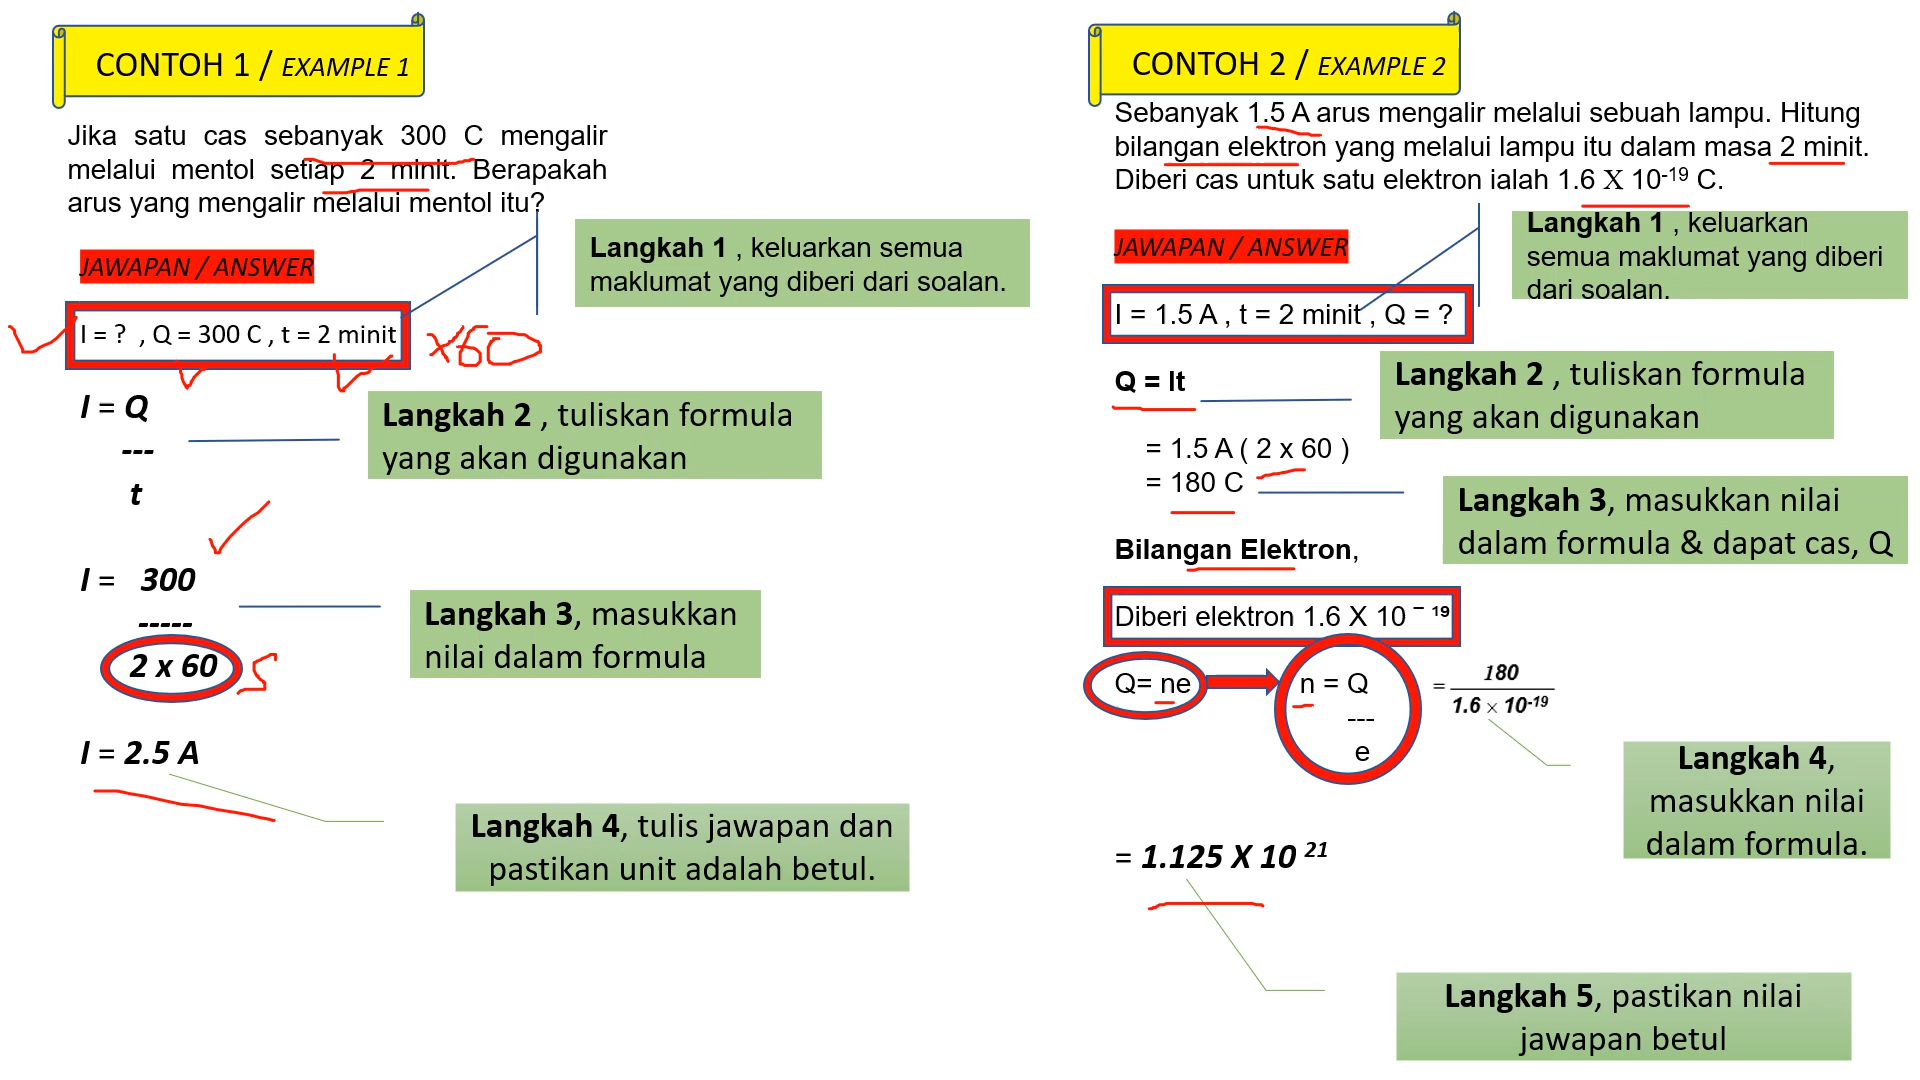 CONTOH 1 / EXAMPLE 1
Jika satu cas sebanyak 300 C mengalir
melalui mentol setiap 2 minit. Berapakah
arus yang mengalir melalui mentol itu?
JAWAPAN / ANSWER
Langkah 1 , keluarkan semua
maklumat yang diberi dari soalan.
I = ? , Q = 300 C , t = 2 minit
x60
I = Q
---
t
Langkah 2 , tuliskan formula
yang akan digunakan
I = 300
-----
2 x 60 s
Langkah 3, masukkan
nilai dalam formula
I = 2.5 A
Langkah 4, tulis jawapan dan
pastikan unit adalah betul.
CONTOH 2 / EXAMPLE 2
Sebanyak 1.5 A arus mengalir melalui sebuah lampu. Hitung
bilangan elektron yang melalui lampu itu dalam masa 2 minit.
Diberi cas untuk satu elektron ialah 1.6 X 10⁻¹⁹ C.
JAWAPAN / ANSWER
Langkah 1 , keluarkan
semua maklumat yang diberi
dari soalan.
I = 1.5 A , t = 2 minit , Q = ?
Q = It
Langkah 2 , tuliskan formula
yang akan digunakan
= 1.5 A ( 2 x 60 )
= 180 C
Langkah 3, masukkan nilai
dalam formula & dapat cas, Q
Bilangan Elektron,
Diberi elektron 1.6 X 10 ⁻ ¹⁹
Q= ne
n = Q
---
e
= 180
1.6 × 10⁻¹⁹
Langkah 4,
masukkan nilai
dalam formula.
= 1.125 X 10 ²¹
Langkah 5, pastikan nilai
jawapan betul